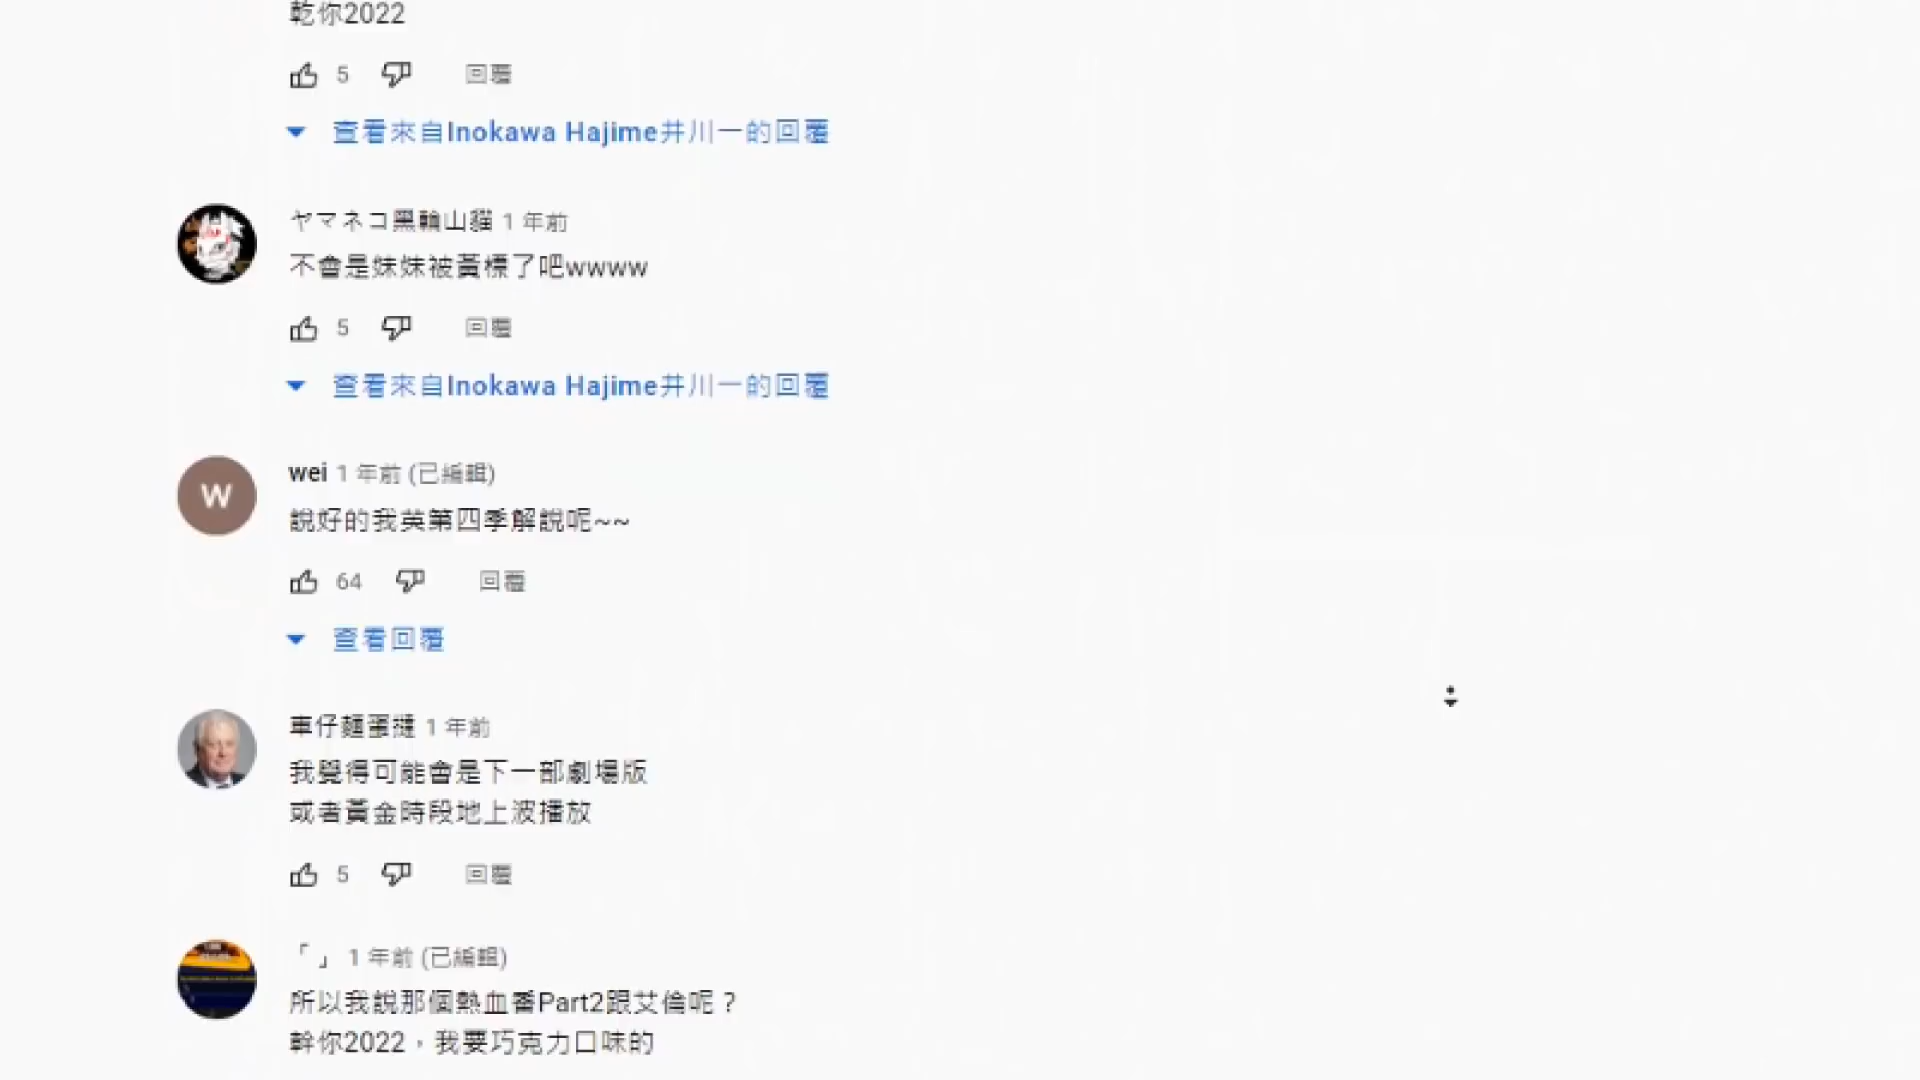 乾你2022
5 回覆
查看來自Inokawa Hajime井川一的回覆
ヤマネコ黑輪山貓 1 年前
不會是妹妹被黃標了吧wwww
5 回覆
查看來自Inokawa Hajime井川一的回覆
W
wei 1 年前 (已編輯)
說好的我英第四季解說呢~~
64 回覆
查看回覆
車仔麵蛋撻 1 年前
我覺得可能會是下一部劇場版
或者黃金時段地上波播放
5 回覆
「 」 1 年前 (已編輯)
所以我說那個熱血番Part2跟艾倫呢？
幹你2022，我要巧克力口味的